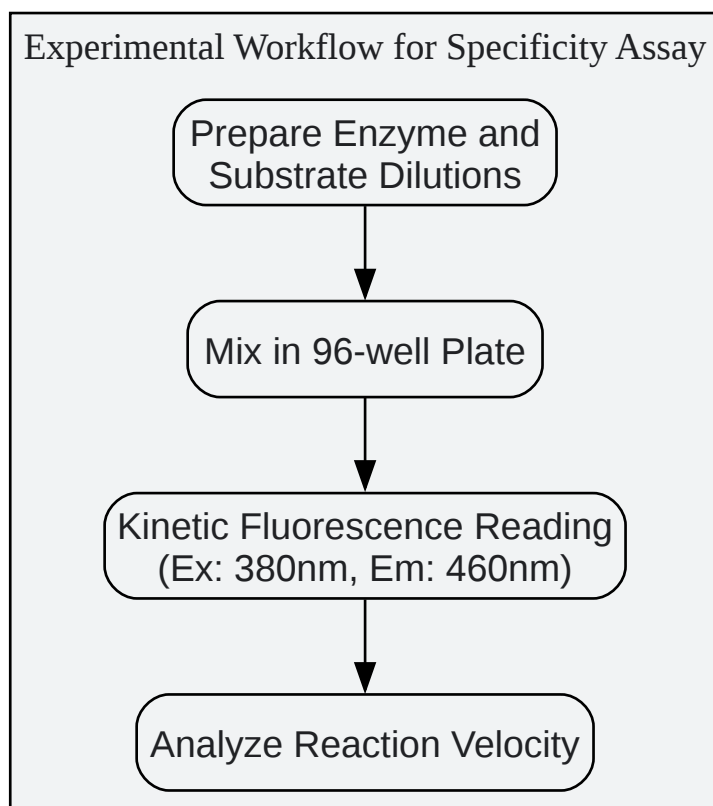 Experimental Workflow for Specificity Assay
Prepare Enzyme and
Substrate Dilutions
Mix in 96-well Plate
Kinetic Fluorescence Reading
(Ex: 380nm, Em: 460nm)
Analyze Reaction Velocity